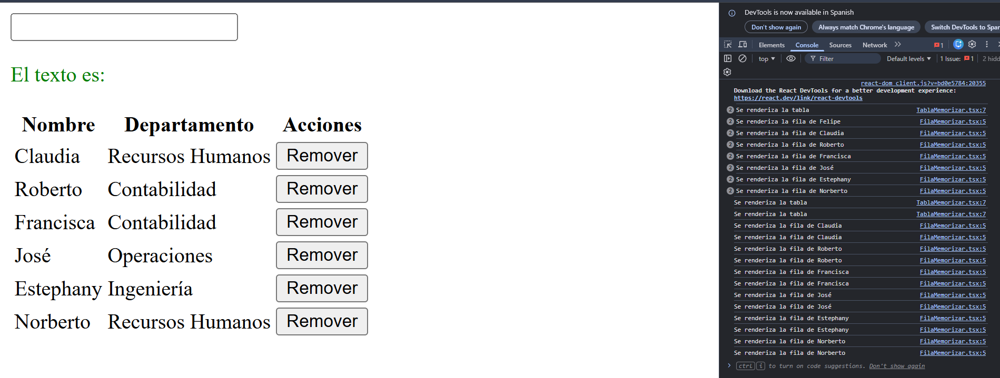 El texto es:
Nombre Departamento Acciones
Claudia Recursos Humanos Remover
Roberto Contabilidad Remover
Francisca Contabilidad Remover
José Operaciones Remover
Estephany Ingeniería Remover
Norberto Recursos Humanos Remover
DevTools is now available in Spanish
Don't show again Always match Chrome's language Switch DevTools to Span
Elements Console Sources Network 1
top Filter Default levels 1 Issue: 1 2 hidd
react-dom_client.js?v=bd0e5784:20355
Download the React DevTools for a better development experience:
https://react.dev/link/react-devtools
2 Se renderiza la tabla TablaMemorizar.tsx:7
2 Se renderiza la fila de Felipe FilaMemorizar.tsx:5
2 Se renderiza la fila de Claudia FilaMemorizar.tsx:5
2 Se renderiza la fila de Roberto FilaMemorizar.tsx:5
2 Se renderiza la fila de Francisca FilaMemorizar.tsx:5
2 Se renderiza la fila de José FilaMemorizar.tsx:5
2 Se renderiza la fila de Estephany FilaMemorizar.tsx:5
2 Se renderiza la fila de Norberto FilaMemorizar.tsx:5
Se renderiza la tabla TablaMemorizar.tsx:7
Se renderiza la tabla TablaMemorizar.tsx:7
Se renderiza la fila de Claudia FilaMemorizar.tsx:5
Se renderiza la fila de Claudia FilaMemorizar.tsx:5
Se renderiza la fila de Roberto FilaMemorizar.tsx:5
Se renderiza la fila de Roberto FilaMemorizar.tsx:5
Se renderiza la fila de Francisca FilaMemorizar.tsx:5
Se renderiza la fila de Francisca FilaMemorizar.tsx:5
Se renderiza la fila de José FilaMemorizar.tsx:5
Se renderiza la fila de José FilaMemorizar.tsx:5
Se renderiza la fila de Estephany FilaMemorizar.tsx:5
Se renderiza la fila de Estephany FilaMemorizar.tsx:5
Se renderiza la fila de Norberto FilaMemorizar.tsx:5
Se renderiza la fila de Norberto FilaMemorizar.tsx:5
ctrl i to turn on code suggestions. Don't show again